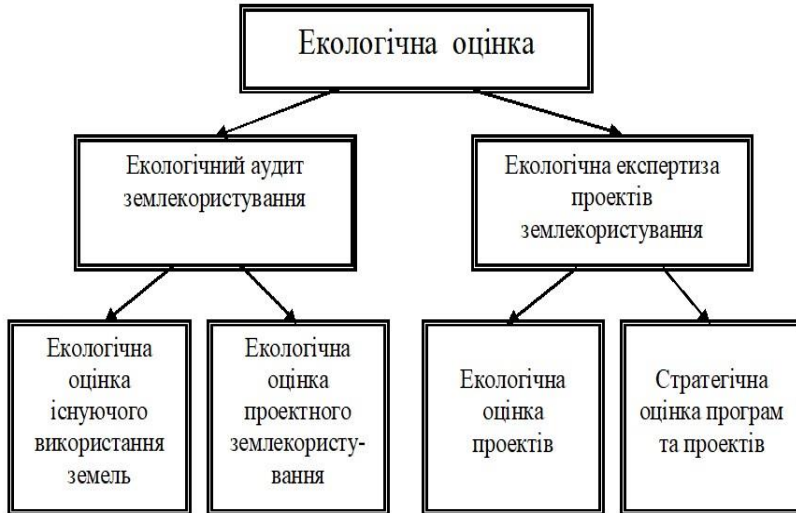 Екологічна оцінка
Екологічний аудит
землекористування
Екологічна експертиза
проектів
землекористування
Екологічна
оцінка
існуючого
використання
земель
Екологічна
оцінка
проектного
землекористу-
вання
Екологічна
оцінка
проектів
Стратегічна
оцінка програм
та проектів